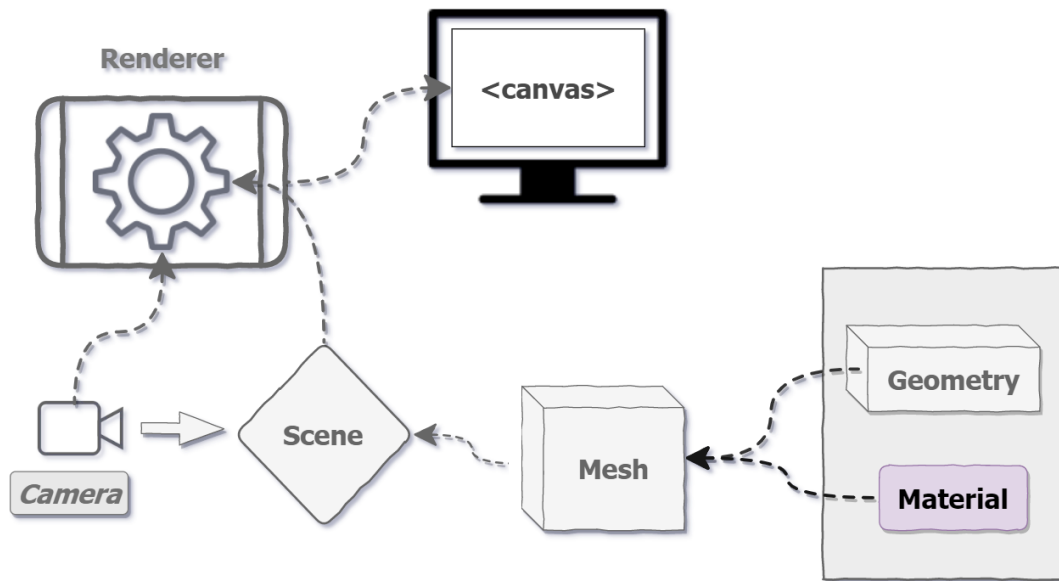 Renderer
<canvas>
Geometry
Scene
Mesh
Camera
Material